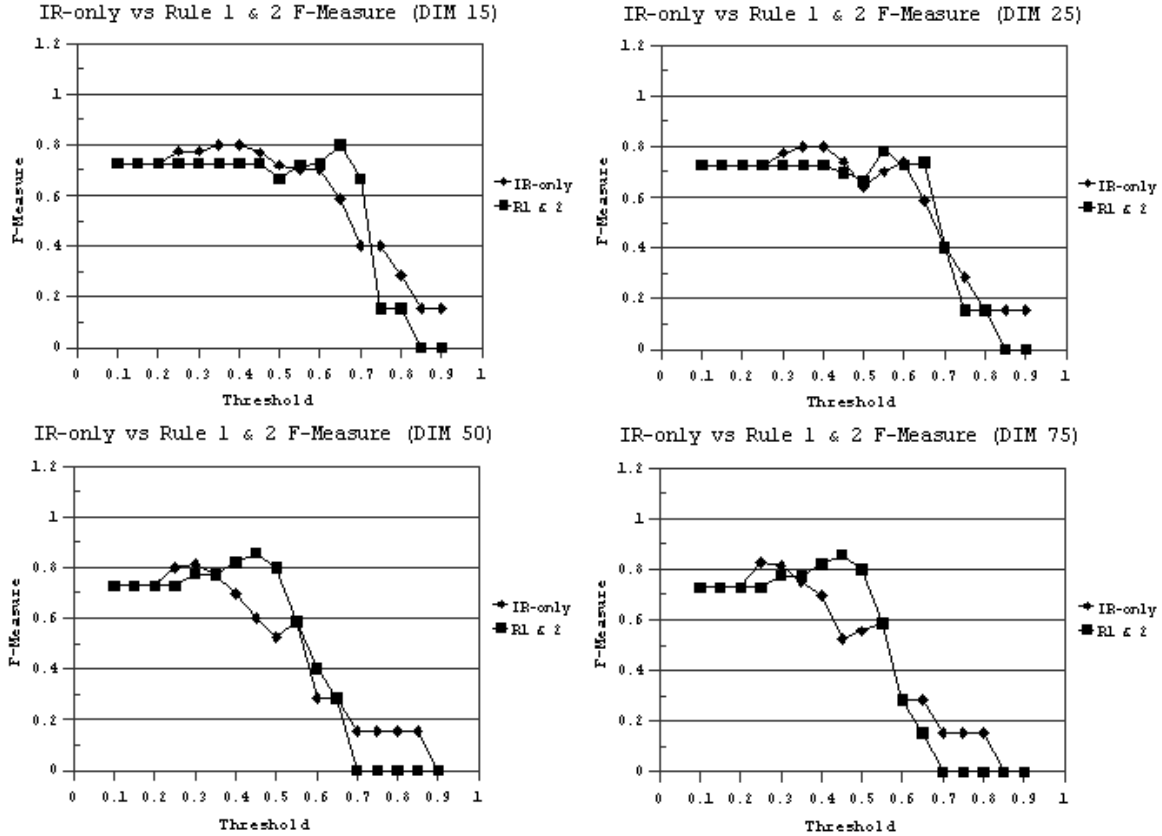 IR-only vs Rule 1 & 2 F-Measure (DIM 15)
1.2
1
0.8
0.6
0.4
0.2
0
F-Measure
0 0.1 0.2 0.3 0.4 0.5 0.6 0.7 0.8 0.9 1
Threshold
IR-only
R1 & 2
IR-only vs Rule 1 & 2 F-Measure (DIM 25)
1.2
1
0.8
0.6
0.4
0.2
0
F-Measure
0 0.1 0.2 0.3 0.4 0.5 0.6 0.7 0.8 0.9 1
Threshold
IR-only
R1 & 2
IR-only vs Rule 1 & 2 F-Measure (DIM 50)
1.2
1
0.8
0.6
0.4
0.2
0
F-Measure
0 0.1 0.2 0.3 0.4 0.5 0.6 0.7 0.8 0.9 1
Threshold
IR-only
R1 & 2
IR-only vs Rule 1 & 2 F-Measure (DIM 75)
1.2
1
0.8
0.6
0.4
0.2
0
F-Measure
0 0.1 0.2 0.3 0.4 0.5 0.6 0.7 0.8 0.9 1
Threshold
IR-only
R1 & 2